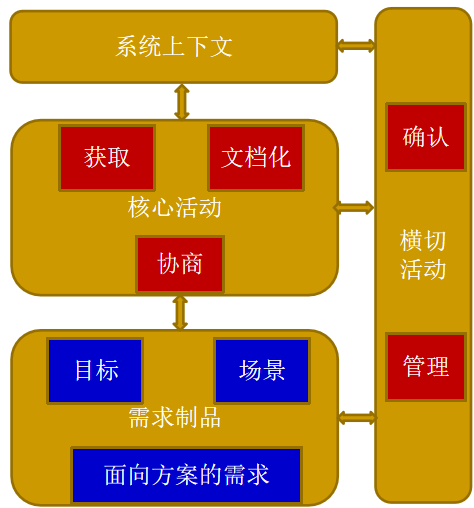 系统上下文
获取
文档化
核心活动
协商
目标
场景
需求制品
面向方案的需求
确认
横切
活动
管理